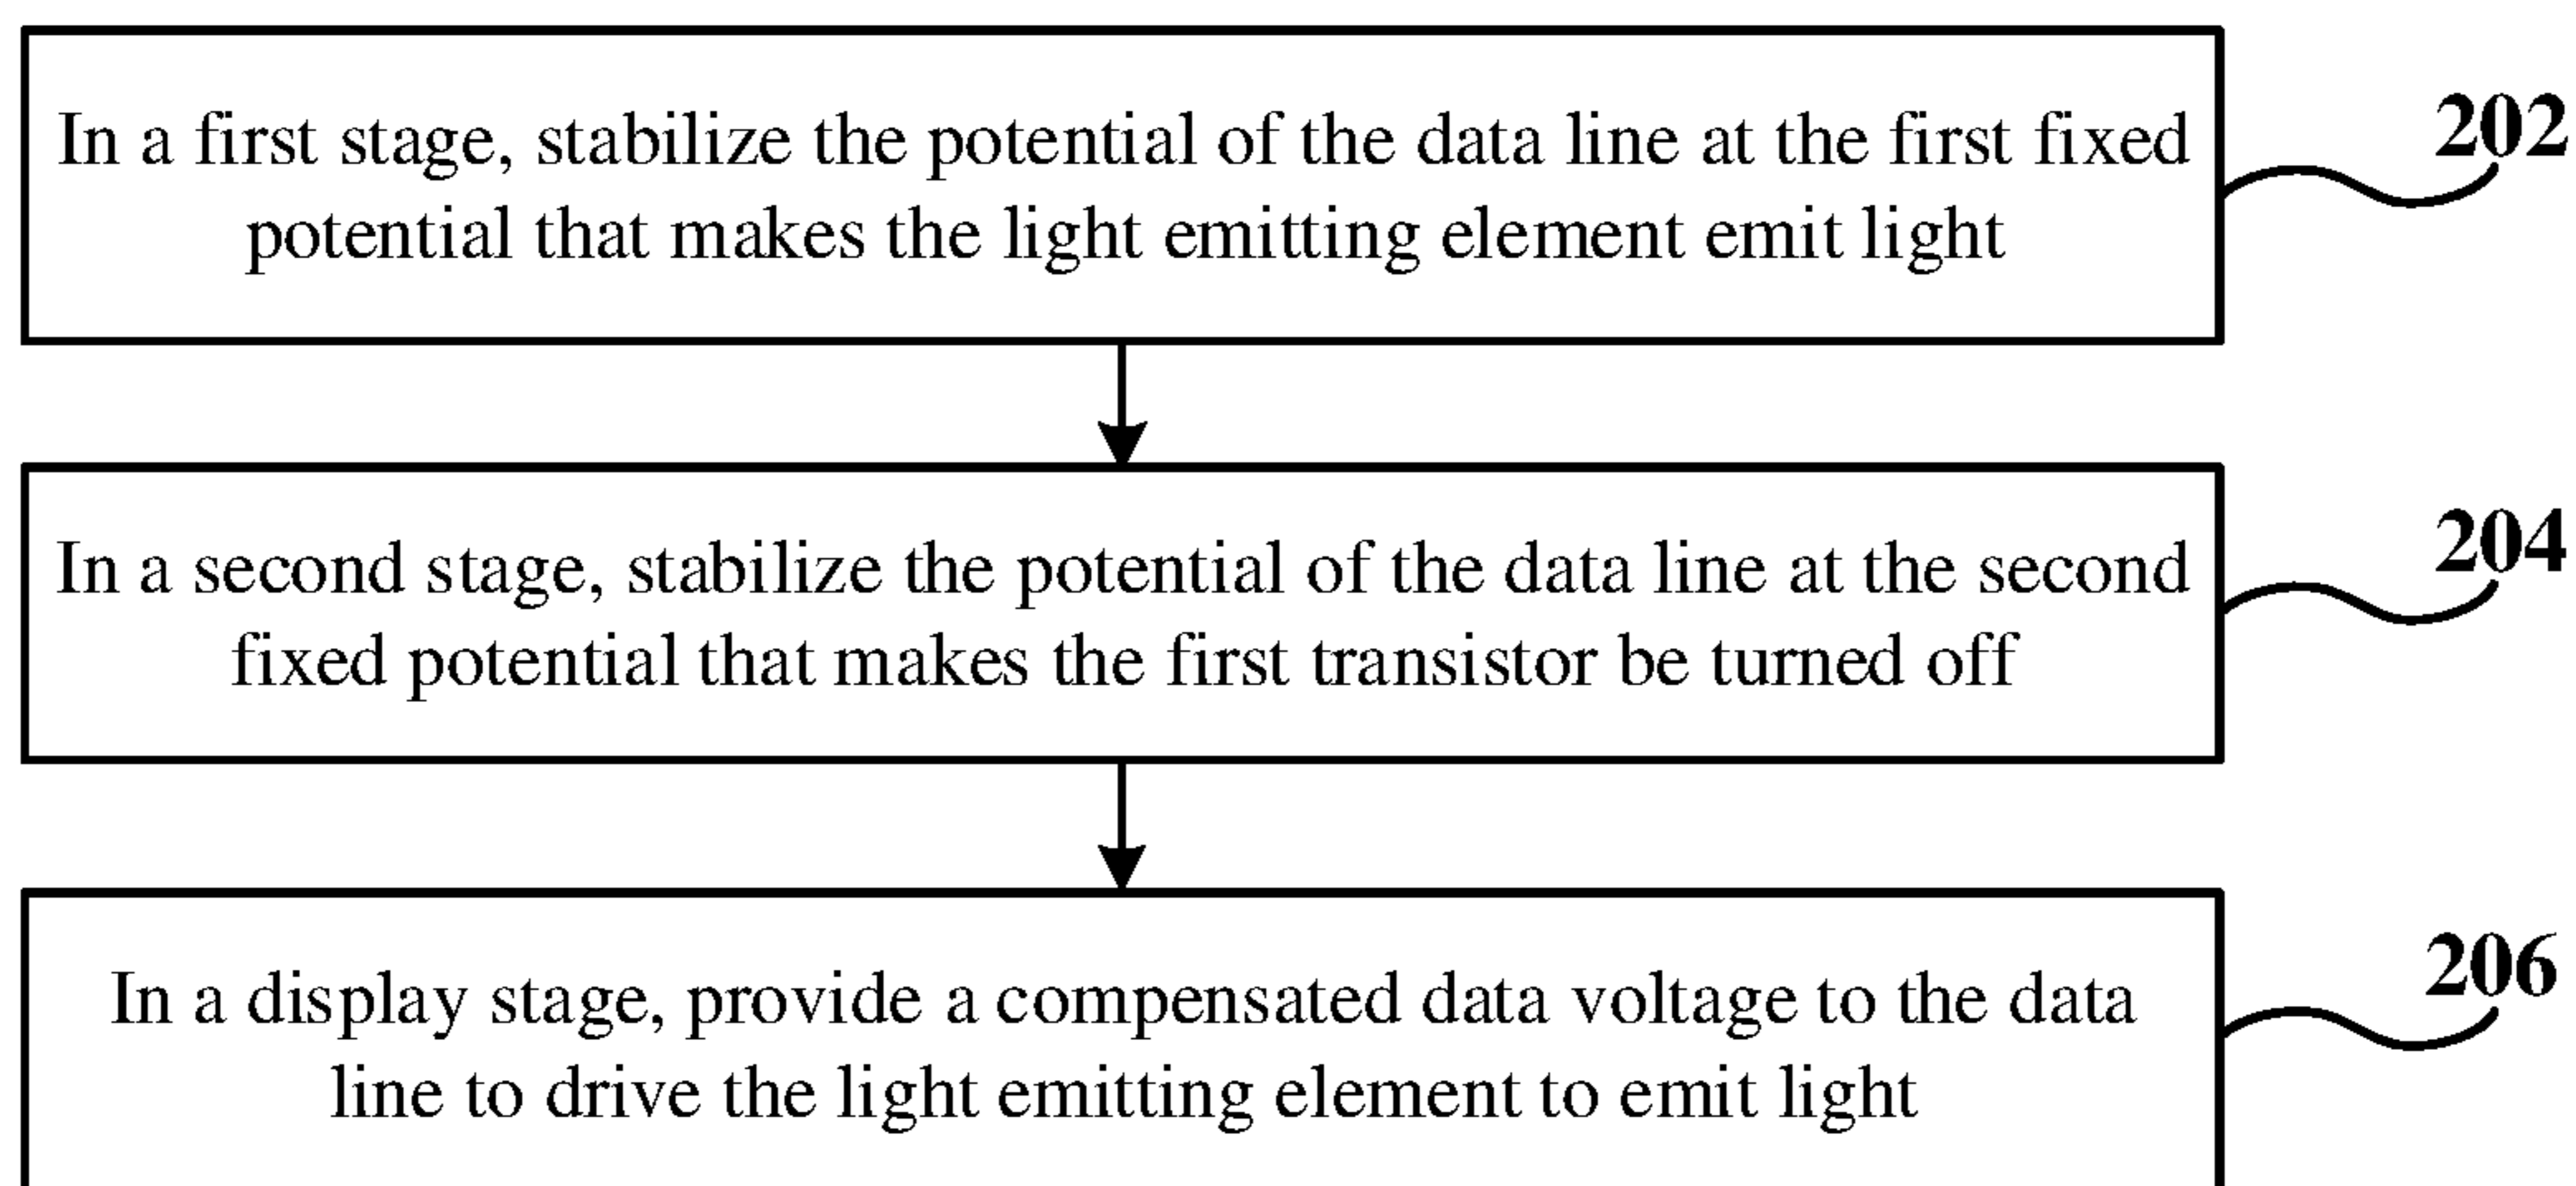 In a first stage, stabilize the potential of the data line at the first fixed
potential that makes the light emitting element emit light
202
In a second stage, stabilize the potential of the data line at the second
fixed potential that makes the first transistor be turned off
204
In a display stage, provide a compensated data voltage to the data
line to drive the light emitting element to emit light
206